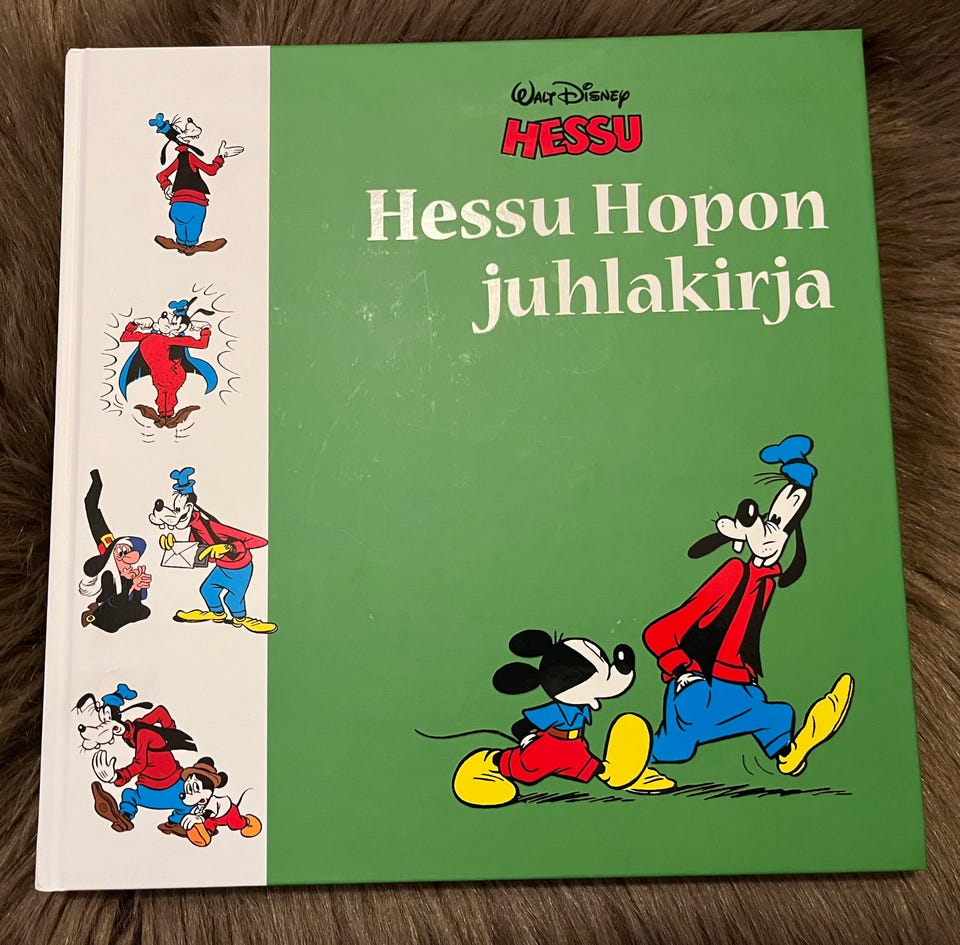 WALT DISNEY
HESSU
Hessu Hopon
juhlakirja